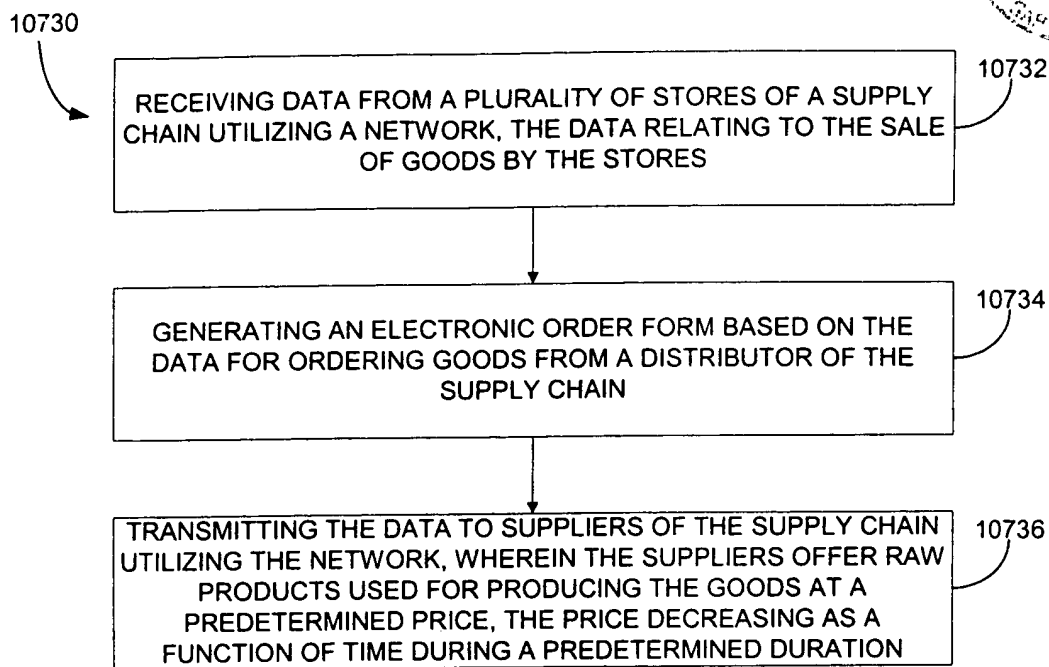 10730
10732
RECEIVING DATA FROM A PLURALITY OF STORES OF A SUPPLY
CHAIN UTILIZING A NETWORK, THE DATA RELATING TO THE SALE
OF GOODS BY THE STORES
10734
GENERATING AN ELECTRONIC ORDER FORM BASED ON THE
DATA FOR ORDERING GOODS FROM A DISTRIBUTOR OF THE
SUPPLY CHAIN
10736
TRANSMITTING THE DATA TO SUPPLIERS OF THE SUPPLY CHAIN
UTILIZING THE NETWORK, WHEREIN THE SUPPLIERS OFFER RAW
PRODUCTS USED FOR PRODUCING THE GOODS AT A
PREDETERMINED PRICE, THE PRICE DECREASING AS A
FUNCTION OF TIME DURING A PREDETERMINED DURATION